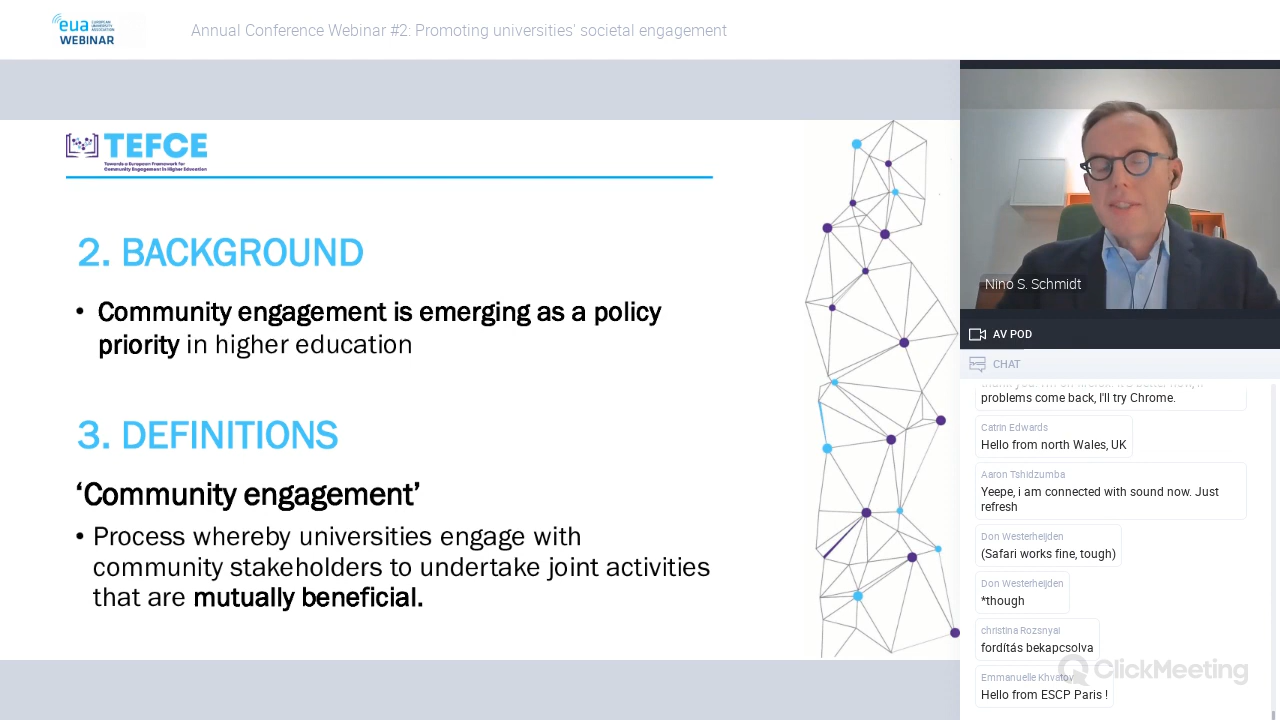 eua EUROPEAN UNIVERSITY ASSOCIATION
WEBINAR
Annual Conference Webinar #2: Promoting universities' societal engagement
TEFCE
Towards a European Framework for
Community Engagement in Higher Education
2. BACKGROUND
• Community engagement is emerging as a policy
priority in higher education
3. DEFINITIONS
‘Community engagement’
• Process whereby universities engage with
community stakeholders to undertake joint activities
that are mutually beneficial.
Nino S. Schmidt
AV POD
CHAT
problems come back, I'll try Chrome.
Catrin Edwards
Hello from north Wales, UK
Aaron Tshidzumba
Yeepe, i am connected with sound now. Just
refresh
Don Westerheijden
(Safari works fine, tough)
Don Westerheijden
*though
christina Rozsnyai
fordítás bekapcsolva
Emmanuelle Khvatov
Hello from ESCP Paris !
ClickMeeting